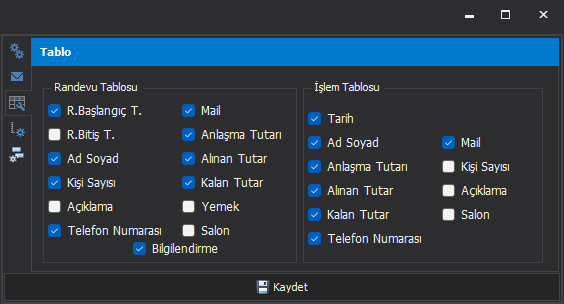 Tablo
Randevu Tablosu
R.Başlangıç T.
Mail
R.Bitiş T.
Anlaşma Tutarı
Ad Soyad
Alınan Tutar
Kişi Sayısı
Kalan Tutar
Açıklama
Yemek
Telefon Numarası
Salon
Bilgilendirme
İşlem Tablosu
Tarih
Ad Soyad
Mail
Anlaşma Tutarı
Kişi Sayısı
Alınan Tutar
Açıklama
Kalan Tutar
Salon
Telefon Numarası
Kaydet